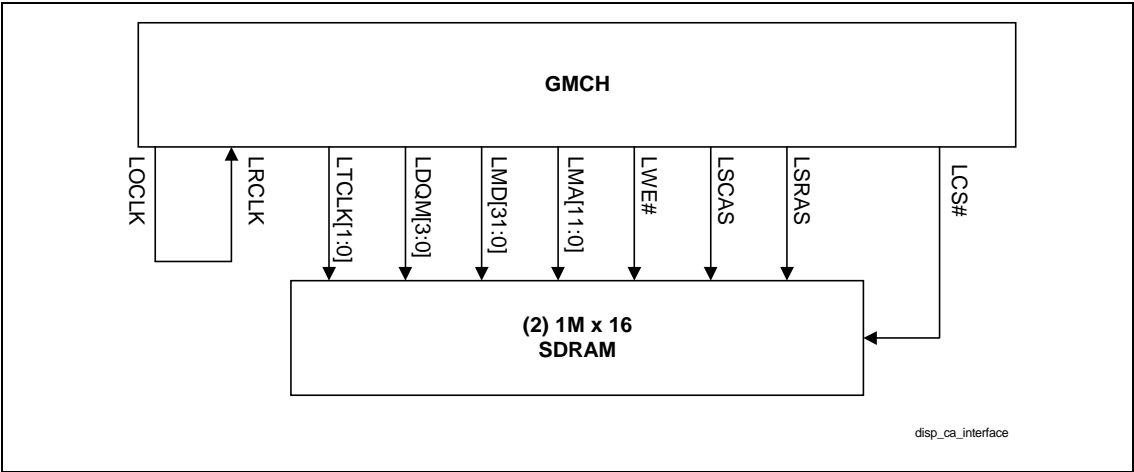 GMCH
LOCLK
LRCLK
LTCLK[1:0]
LDQM[3:0]
LMD[31:0]
LMA[11:0]
LWE#
LSCAS
LSRAS
LCS#
(2) 1M x 16
SDRAM
disp_ca_interface